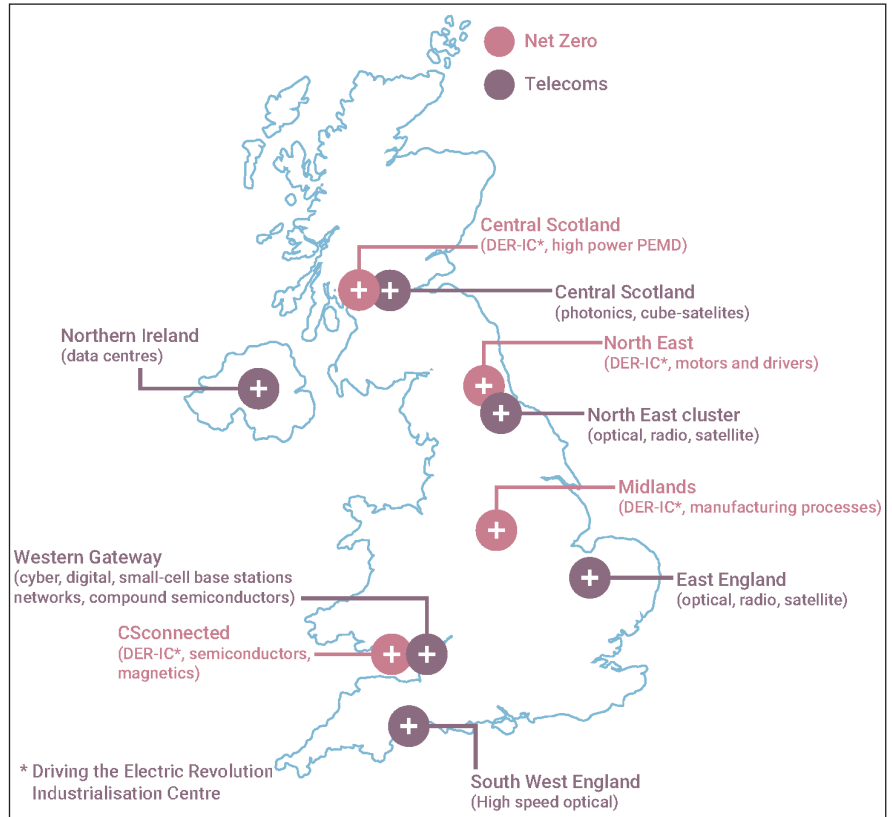 Net Zero
Telecoms
Central Scotland
(DER-IC*, high power PEMD)
Central Scotland
(photonics, cube-satelites)
Northern Ireland
(data centres)
North East
(DER-IC*, motors and drivers)
North East cluster
(optical, radio, satellite)
Midlands
(DER-IC*, manufacturing processes)
Western Gateway
(cyber, digital, small-cell base stations
networks, compound semiconductors)
East England
(optical, radio, satellite)
CSconnected
(DER-IC*, semiconductors,
magnetics)
South West England
(High speed optical)
* Driving the Electric Revolution
Industrialisation Centre